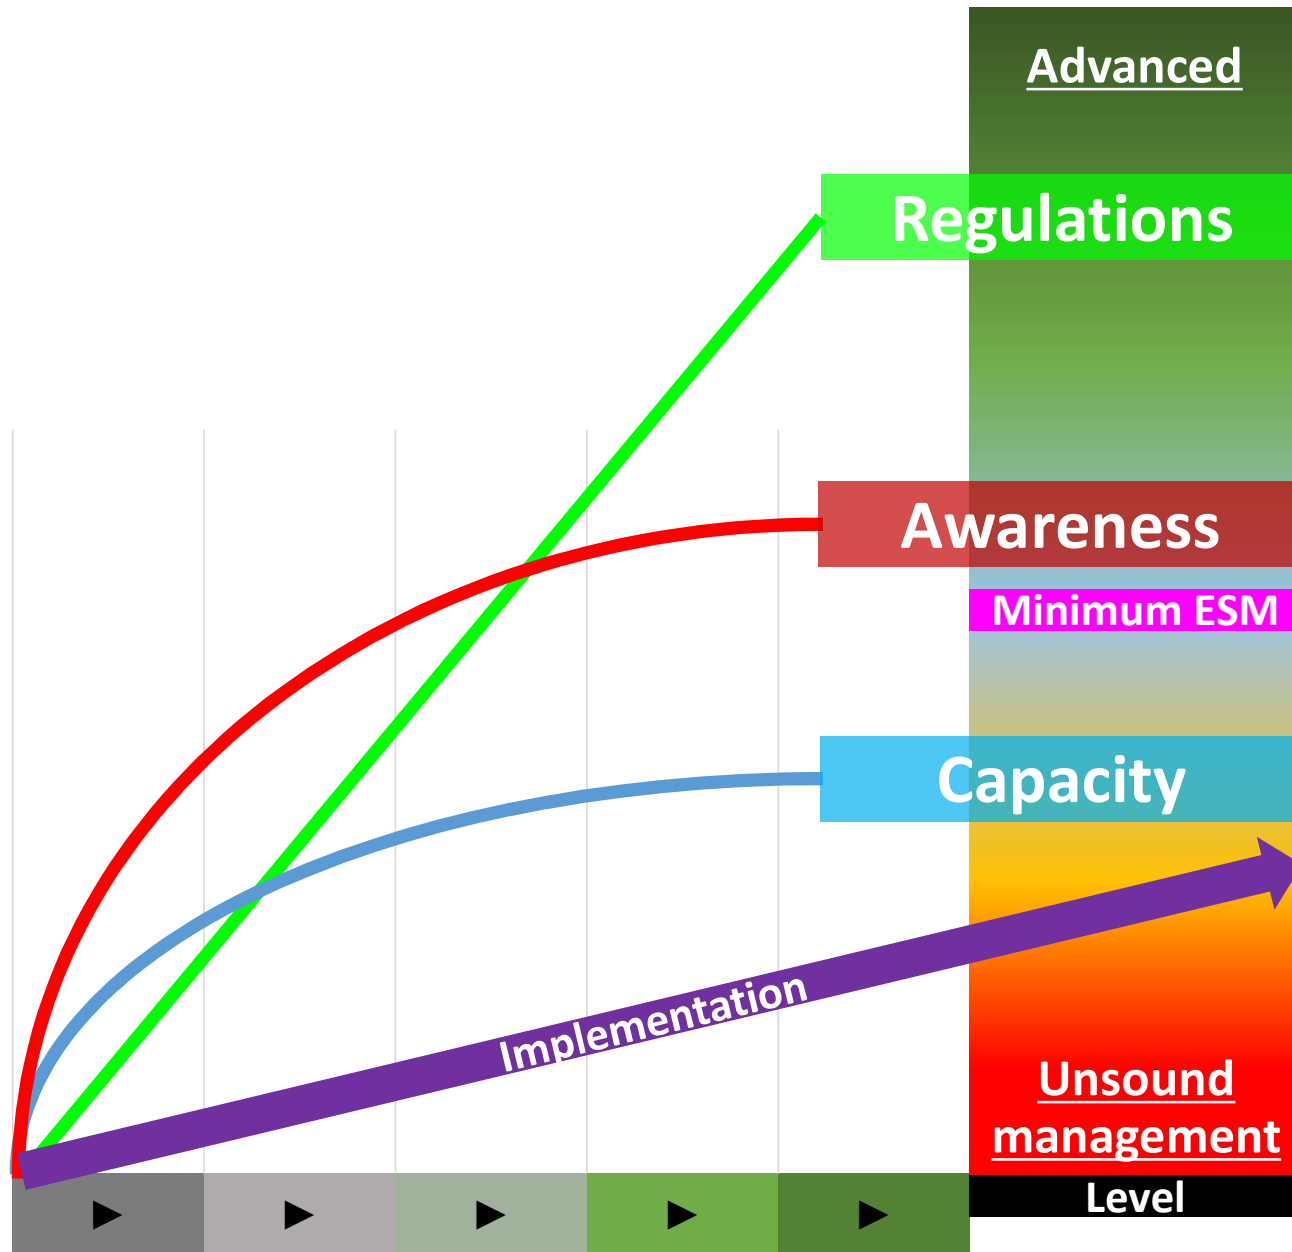 Advanced
Regulations
Awareness
Minimum ESM
Capacity
Implementation
Unsound
management
Level